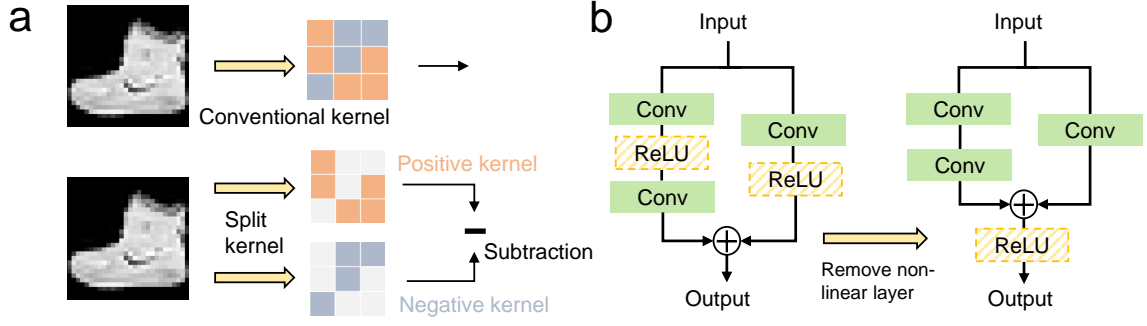 a
Conventional kernel
Positive kernel
Split
kernel
Subtraction
Negative kernel
b
Input
Conv
ReLU
Conv
Conv
ReLU
Output
Remove non-
linear layer
Input
Conv
Conv
Conv
ReLU
Output